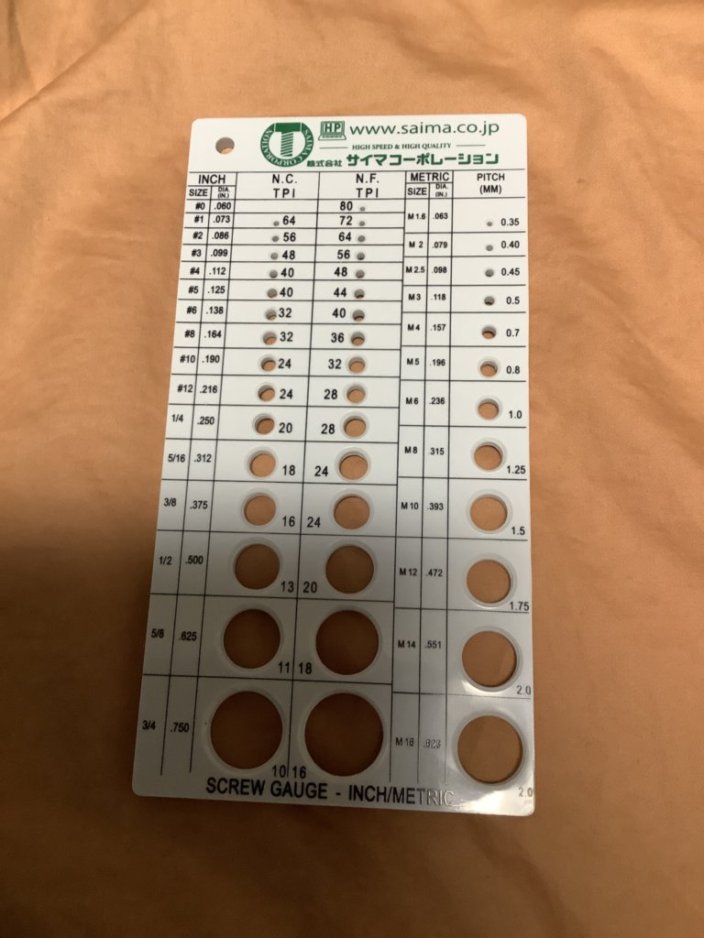 HP www.saima.co.jp
HIGH SPEED & HIGH QUALITY
株式会社 サイマコーポレーション
INCH N.C. N.F. METRIC PITCH
SIZE DIA. (IN.) TPI TPI SIZE DIA. (IN.) (MM)
#0 .060 80
#1 .073 64 72 M 1.6 .063 0.35
#2 .086 56 64 M 2 .079 0.40
#3 .099 48 56
#4 .112 40 48 M 2.5 .098 0.45
#5 .125 40 44 M 3 .118 0.5
#6 .138 32 40
#8 .164 32 36 M 4 .157 0.7
#10 .190 24 32 M 5 .196 0.8
#12 .216 24 28 M 6 .236 1.0
1/4 .250 20 28
5/16 .312 18 24 M 8 .315 1.25
3/8 .375 16 24 M 10 .393 1.5
1/2 .500 13 20 M 12 .472 1.75
5/8 .625 11 18 M 14 .551 2.0
3/4 .750 10 16 M 16 2.0
SCREW GAUGE - INCH/METRIC